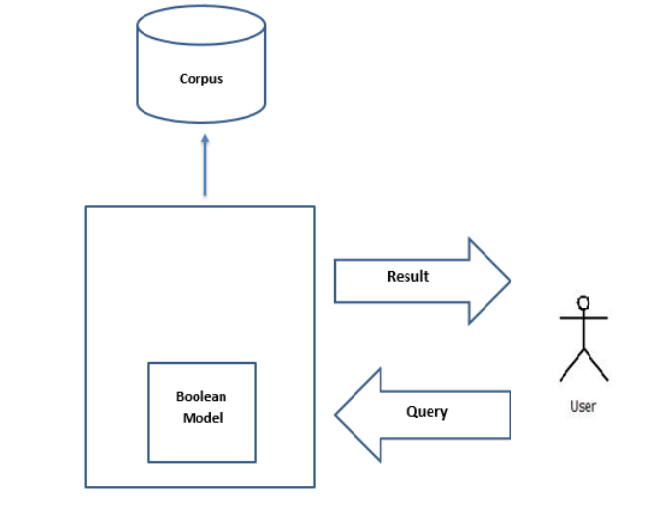 Corpus
Result
Boolean
Model
Query
User